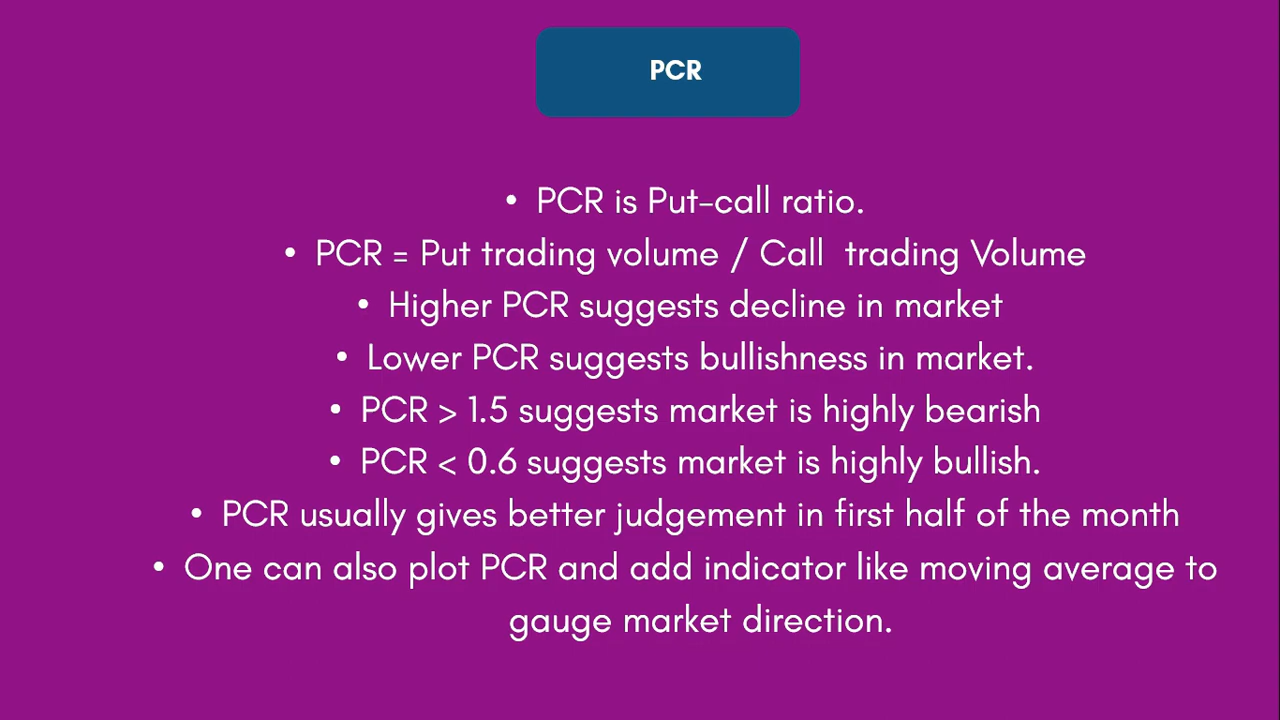 PCR
• PCR is Put-call ratio.
• PCR = Put trading volume / Call  trading Volume
• Higher PCR suggests decline in market
• Lower PCR suggests bullishness in market.
• PCR > 1.5 suggests market is highly bearish
• PCR < 0.6 suggests market is highly bullish.
• PCR usually gives better judgement in first half of the month
• One can also plot PCR and add indicator like moving average to
gauge market direction.